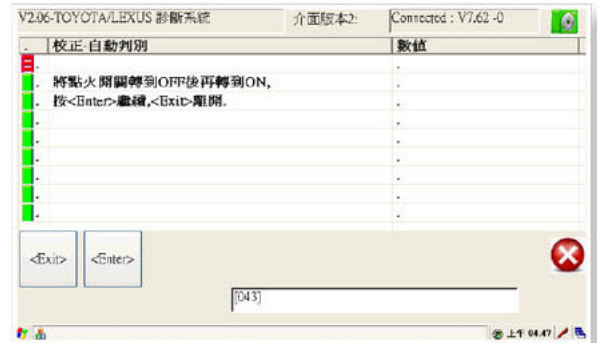 V2.06-TOYOTA/LEXUS 診斷系統 介面版本2: Connected : V7.62 -0
. 校正-自動判別 數值
將點火開關轉到OFF後再轉到ON,
按<Enter>繼續,<Exit>離開.
<Exit> <Enter>
[043]
上午 04.47